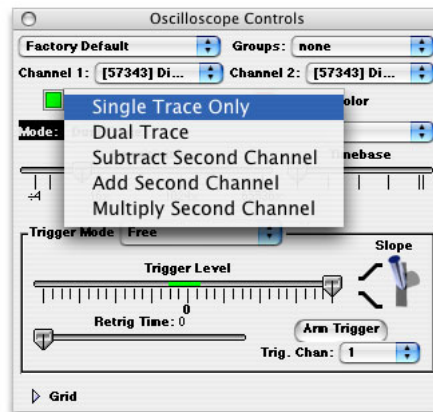 Oscilloscope Controls
Factory Default Groups: none
Channel 1: [57343] Di... Channel 2: [57343] Di...
Single Trace Only
Dual Trace
Subtract Second Channel
Add Second Channel
Multiply Second Channel
olor
Mode: D
nebase
÷4 1
Trigger Mode Free
Slope
Trigger Level
0
Retrig Time: 0
Arm Trigger
Trig. Chan: 1
Grid